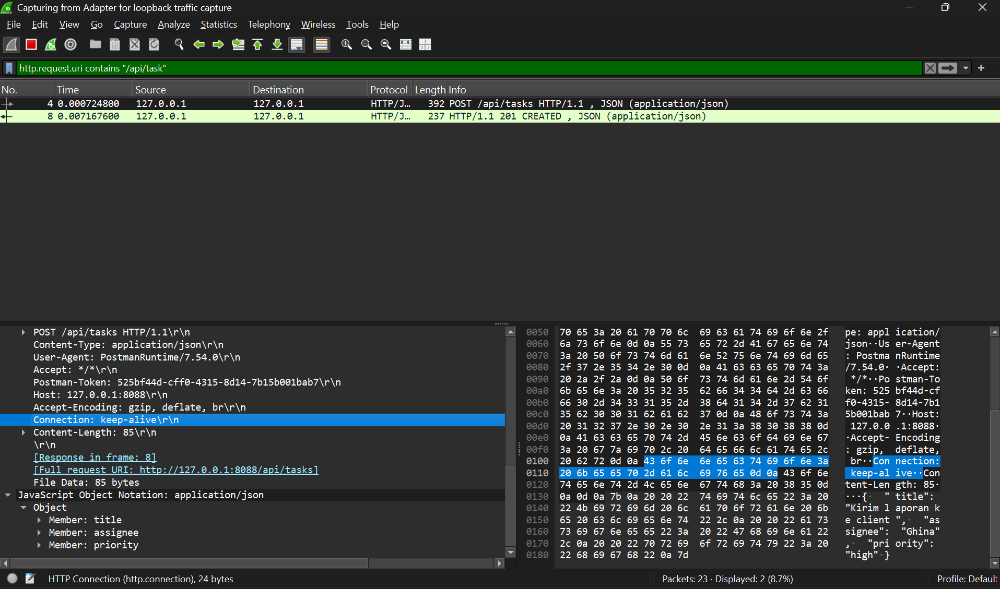 Capturing from Adapter for loopback traffic capture
File Edit View Go Capture Analyze Statistics Telephony Wireless Tools Help
http.request.uri contains "/api/task"
No. Time Source Destination Protocol Length Info
4 0.000724800 127.0.0.1 127.0.0.1 HTTP/J… 392 POST /api/tasks HTTP/1.1 , JSON (application/json)
8 0.007167600 127.0.0.1 127.0.0.1 HTTP/J… 237 HTTP/1.1 201 CREATED , JSON (application/json)
POST /api/tasks HTTP/1.1\r\n
Content-Type: application/json\r\n
User-Agent: PostmanRuntime/7.54.0\r\n
Accept: */*\r\n
Postman-Token: 525bf44d-cff0-4315-8d14-7b15b001bab7\r\n
Host: 127.0.0.1:8088\r\n
Accept-Encoding: gzip, deflate, br\r\n
Connection: keep-alive\r\n
Content-Length: 85\r\n
\r\n
[Response in frame: 8]
[Full request URI: http://127.0.0.1:8088/api/tasks]
File Data: 85 bytes
JavaScript Object Notation: application/json
Object
Member: title
Member: assignee
Member: priority
0050 70 65 3a 20 61 70 70 6c 69 63 61 74 69 6f 6e 2f pe: appl ication/
0060 6a 73 6f 6e 0d 0a 55 73 65 72 2d 41 67 65 6e 74 json··Us er-Agent
0070 3a 20 50 6f 73 74 6d 61 6e 52 75 6e 74 69 6d 65 : Postma nRuntime
0080 2f 37 2e 35 34 2e 30 0d 0a 41 63 63 65 70 74 3a /7.54.0· ·Accept:
0090 20 2a 2f 2a 0d 0a 50 6f 73 74 6d 61 6e 2d 54 6f */*··Po stman-To
00a0 6b 65 6e 3a 20 35 32 35 62 66 34 34 64 2d 63 66 ken: 525 bf44d-cf
00b0 66 30 2d 34 33 31 35 2d 38 64 31 34 2d 37 62 31 f0-4315- 8d14-7b1
00c0 35 62 30 30 31 62 61 62 37 0d 0a 48 6f 73 74 3a 5b001bab 7··Host:
00d0 20 31 32 37 2e 30 2e 30 2e 31 3a 38 30 38 38 0d 127.0.0 .1:8088·
00e0 0a 41 63 63 65 70 74 2d 45 6e 63 6f 64 69 6e 67 ·Accept- Encoding
00f0 3a 20 67 7a 69 70 2c 20 64 65 66 6c 61 74 65 2c : gzip, deflate,
0100 20 62 72 0d 0a 43 6f 6e 6e 65 63 74 69 6f 6e 3a br··Con nection:
0110 20 6b 65 65 70 2d 61 6c 69 76 65 0d 0a 43 6f 6e keep-al ive··Con
0120 74 65 6e 74 2d 4c 65 6e 67 74 68 3a 20 38 35 0d tent-Len gth: 85·
0130 0a 0d 0a 7b 0a 20 20 22 74 69 74 6c 65 22 3a 20 ···{· " title":
0140 22 4b 69 72 69 6d 20 6c 61 70 6f 72 61 6e 20 6b "Kirim l aporan k
0150 65 20 63 6c 69 65 6e 74 22 2c 0a 20 20 22 61 73 e client ",· "as
0160 73 69 67 6e 65 65 22 3a 20 22 47 68 69 6e 61 22 signee": "Ghina"
0170 2c 0a 20 20 22 70 72 69 6f 72 69 74 79 22 3a 20 ,· "pri ority":
0180 22 68 69 67 68 22 0a 7d "high"·}
HTTP Connection (http.connection), 24 bytes
Packets: 23 · Displayed: 2 (8.7%)
Profile: Default